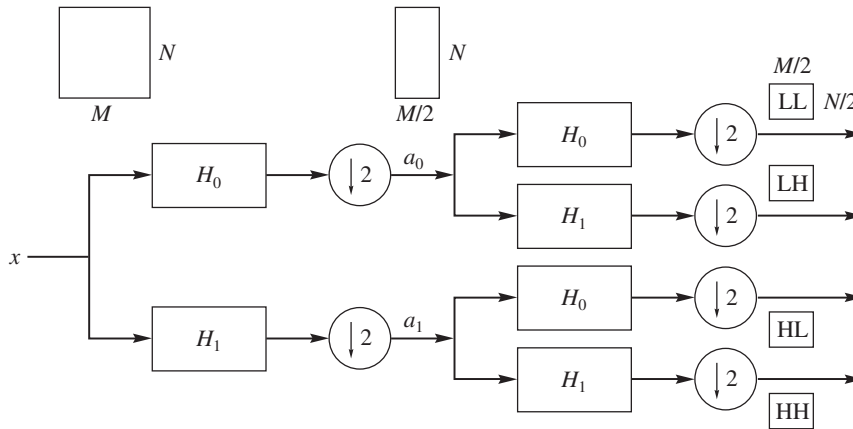 N
M
N
M/2
M/2
LL N/2
H₀ ↓ 2
H₀ ↓ 2 a₀
LH
H₁ ↓ 2
x
H₀ ↓ 2
H₁ ↓ 2 a₁
HL
H₁ ↓ 2
HH